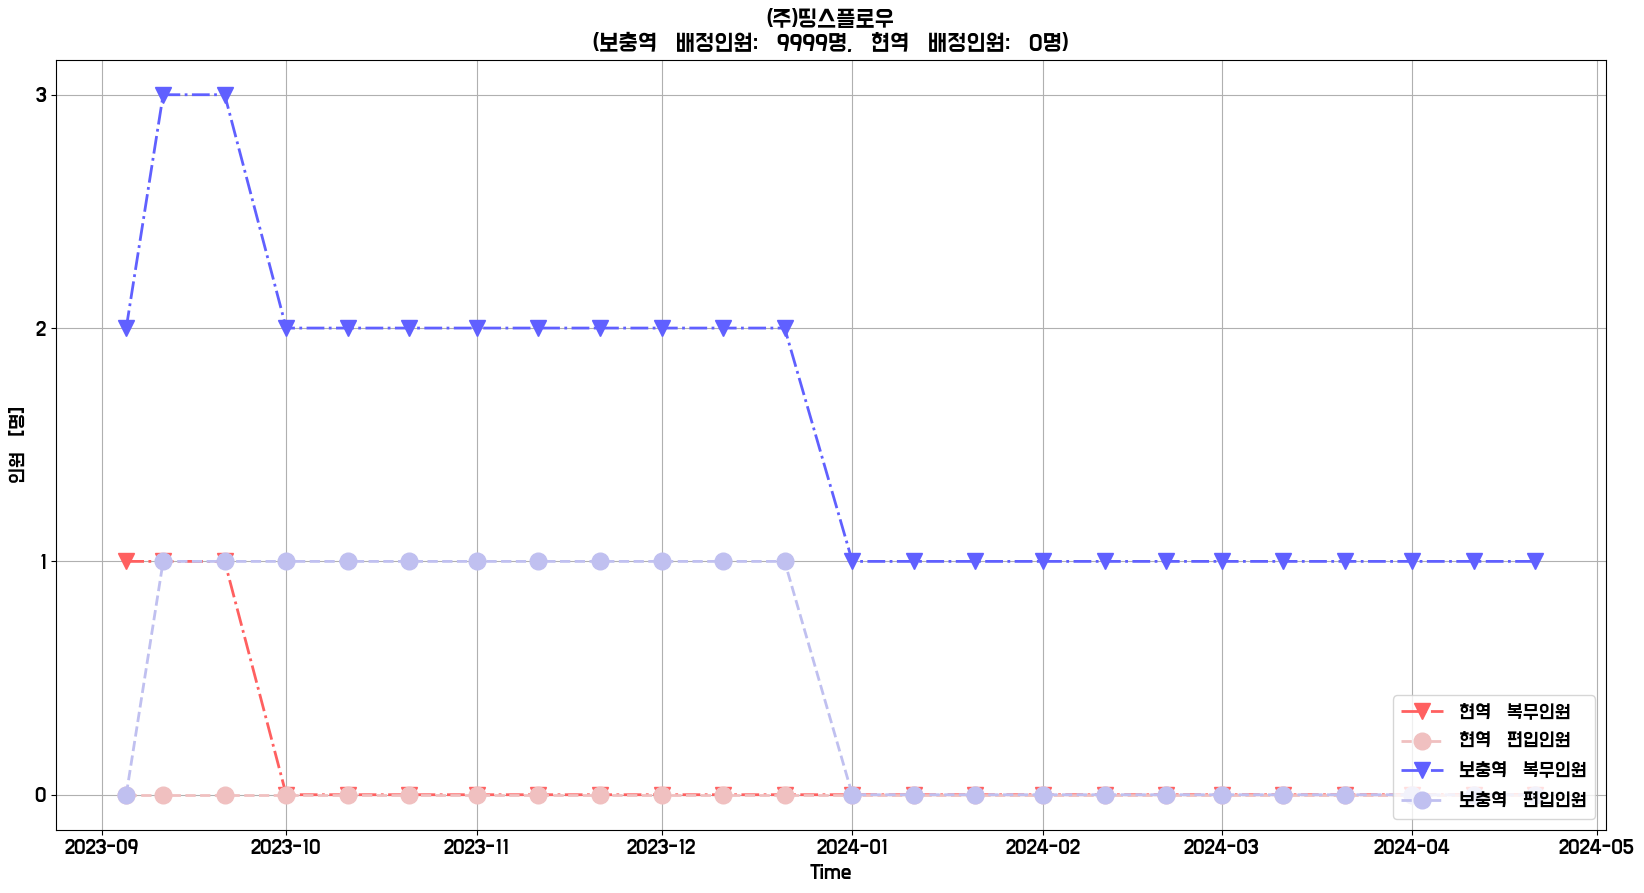 (주)띵스플로우
(보충역 배정인원: 9999명, 현역 배정인원: 0명)
인원 [명]
3
2
1
0
2023-09
2023-10
2023-11
2023-12
2024-01
2024-02
2024-03
2024-04
2024-05
Time
현역 복무인원
현역 편입인원
보충역 복무인원
보충역 편입인원